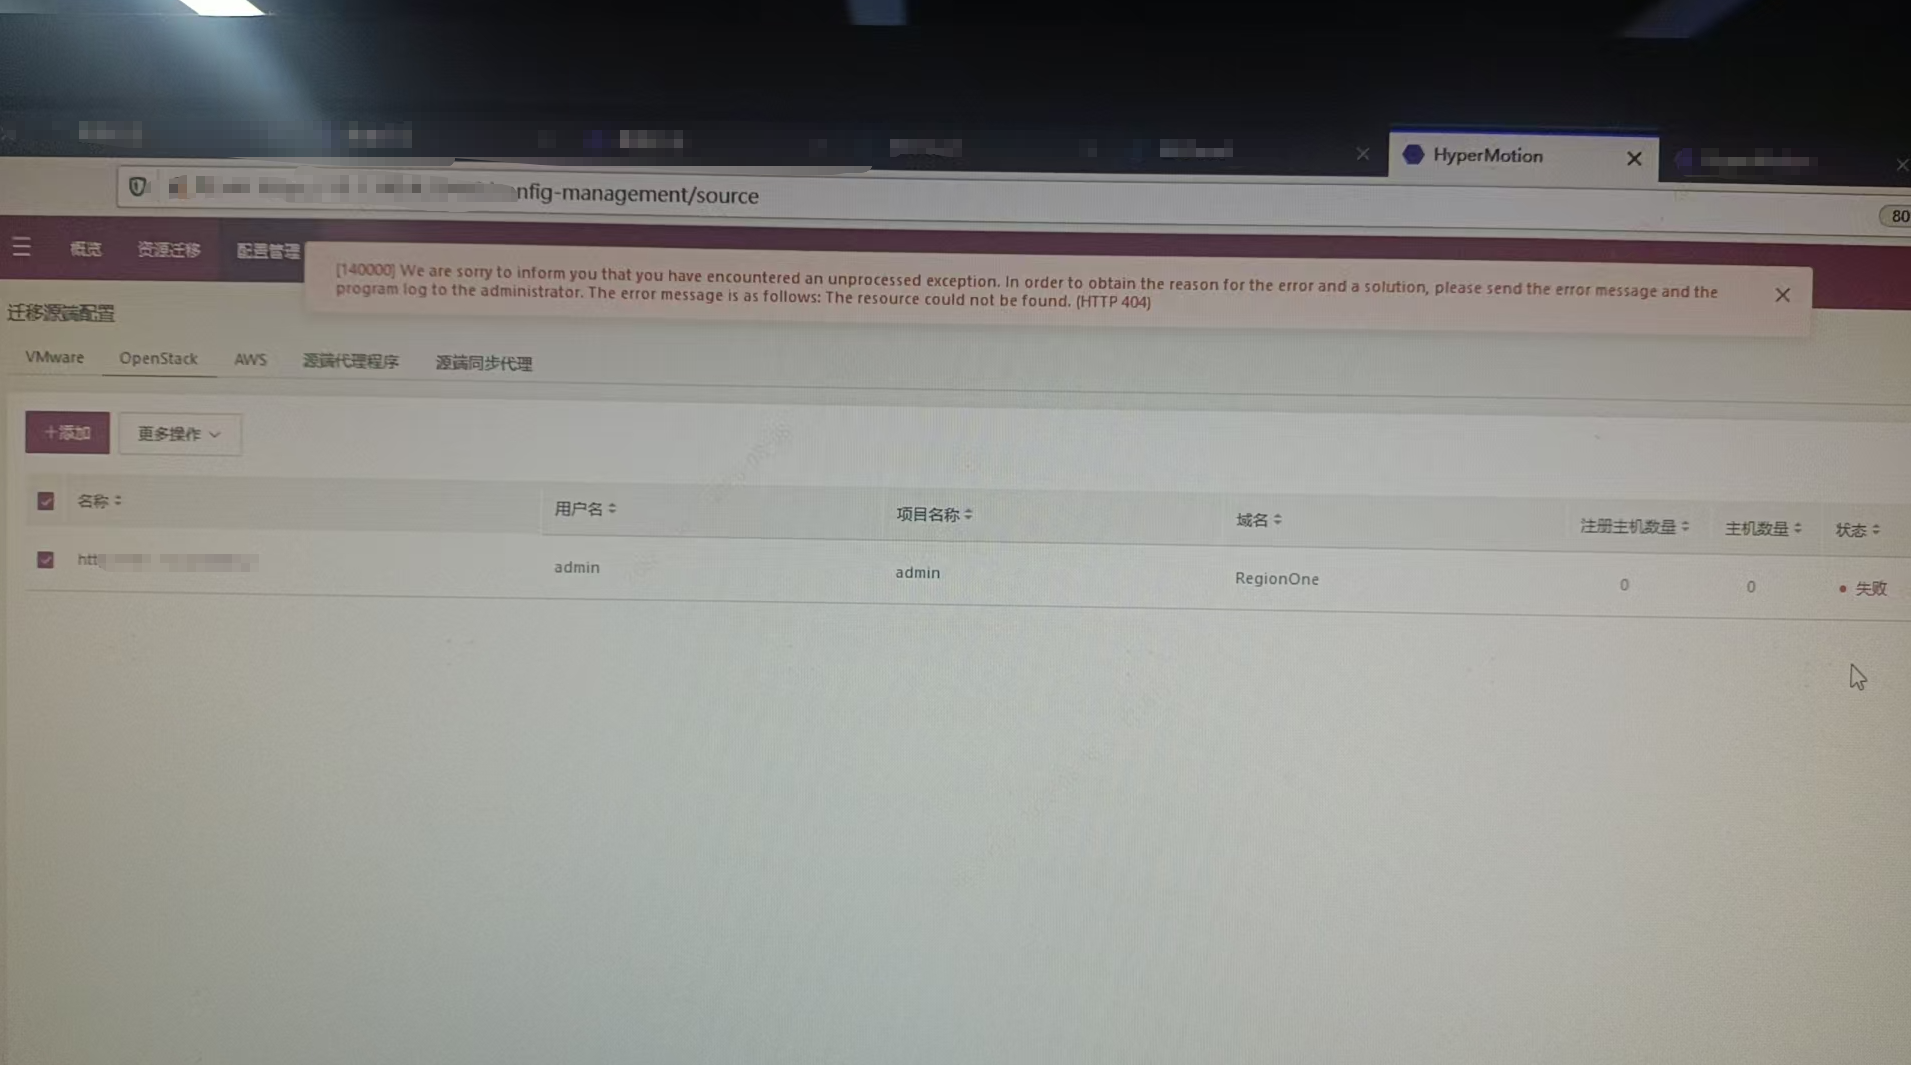 HyperMotion
nfig-management/source
80
概览 资源迁移 配置管理
[140000] We are sorry to inform you that you have encountered an unprocessed exception. In order to obtain the reason for the error and a solution, please send the error message and the
program log to the administrator. The error message is as follows: The resource could not be found. (HTTP 404)
迁移源端配置
VMware OpenStack AWS 源端代理程序 源端同步代理
+添加 更多操作
名称 用户名 项目名称 域名 注册主机数量 主机数量 状态
htt admin admin RegionOne 0 0 失败